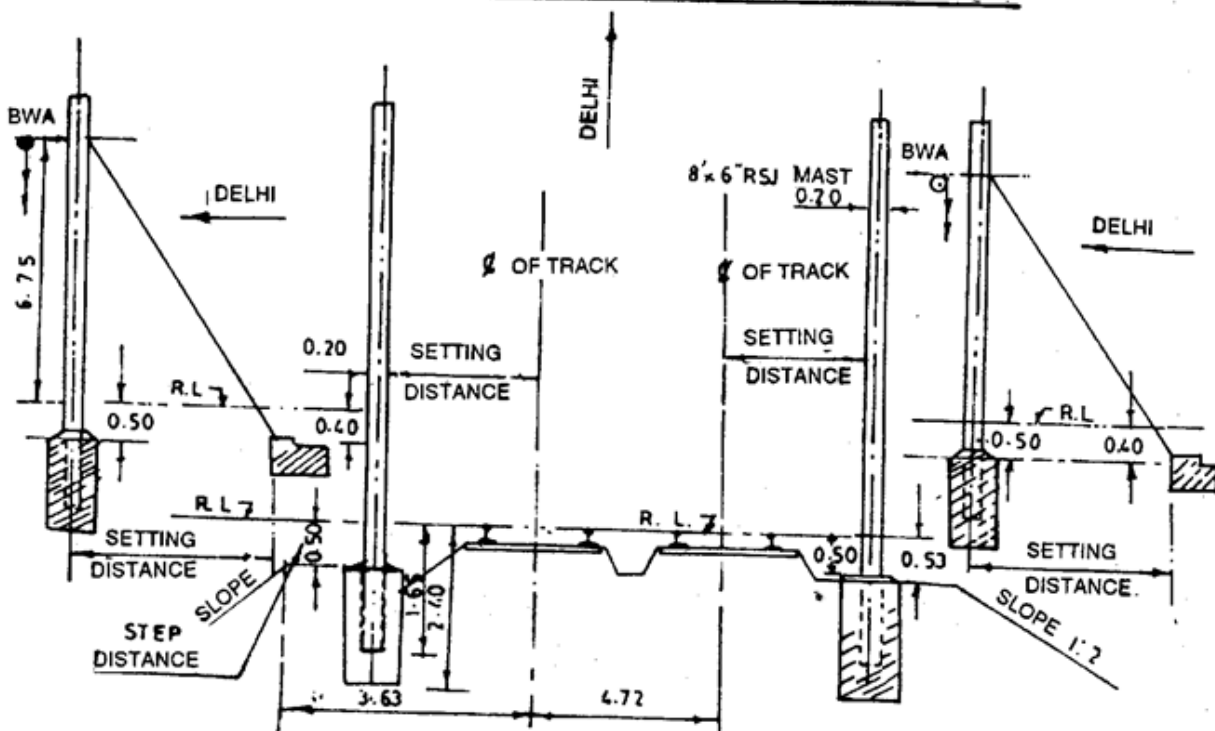 DELHI
BWA
DELHI
6.75
0.50
R.L
0.20
SETTING
DISTANCE
0.40
℄ OF TRACK
8'x 6" RSJ MAST
0.20
℄ OF TRACK
SETTING
DISTANCE
BWA
DELHI
R.L.
0.50
0.40
R.L
R. L.
SETTING
DISTANCE
0.50
SLOPE
STEP
DISTANCE
2.40
0.50
0.53
SETTING
DISTANCE.
SLOPE 1:2
3.63
4.72